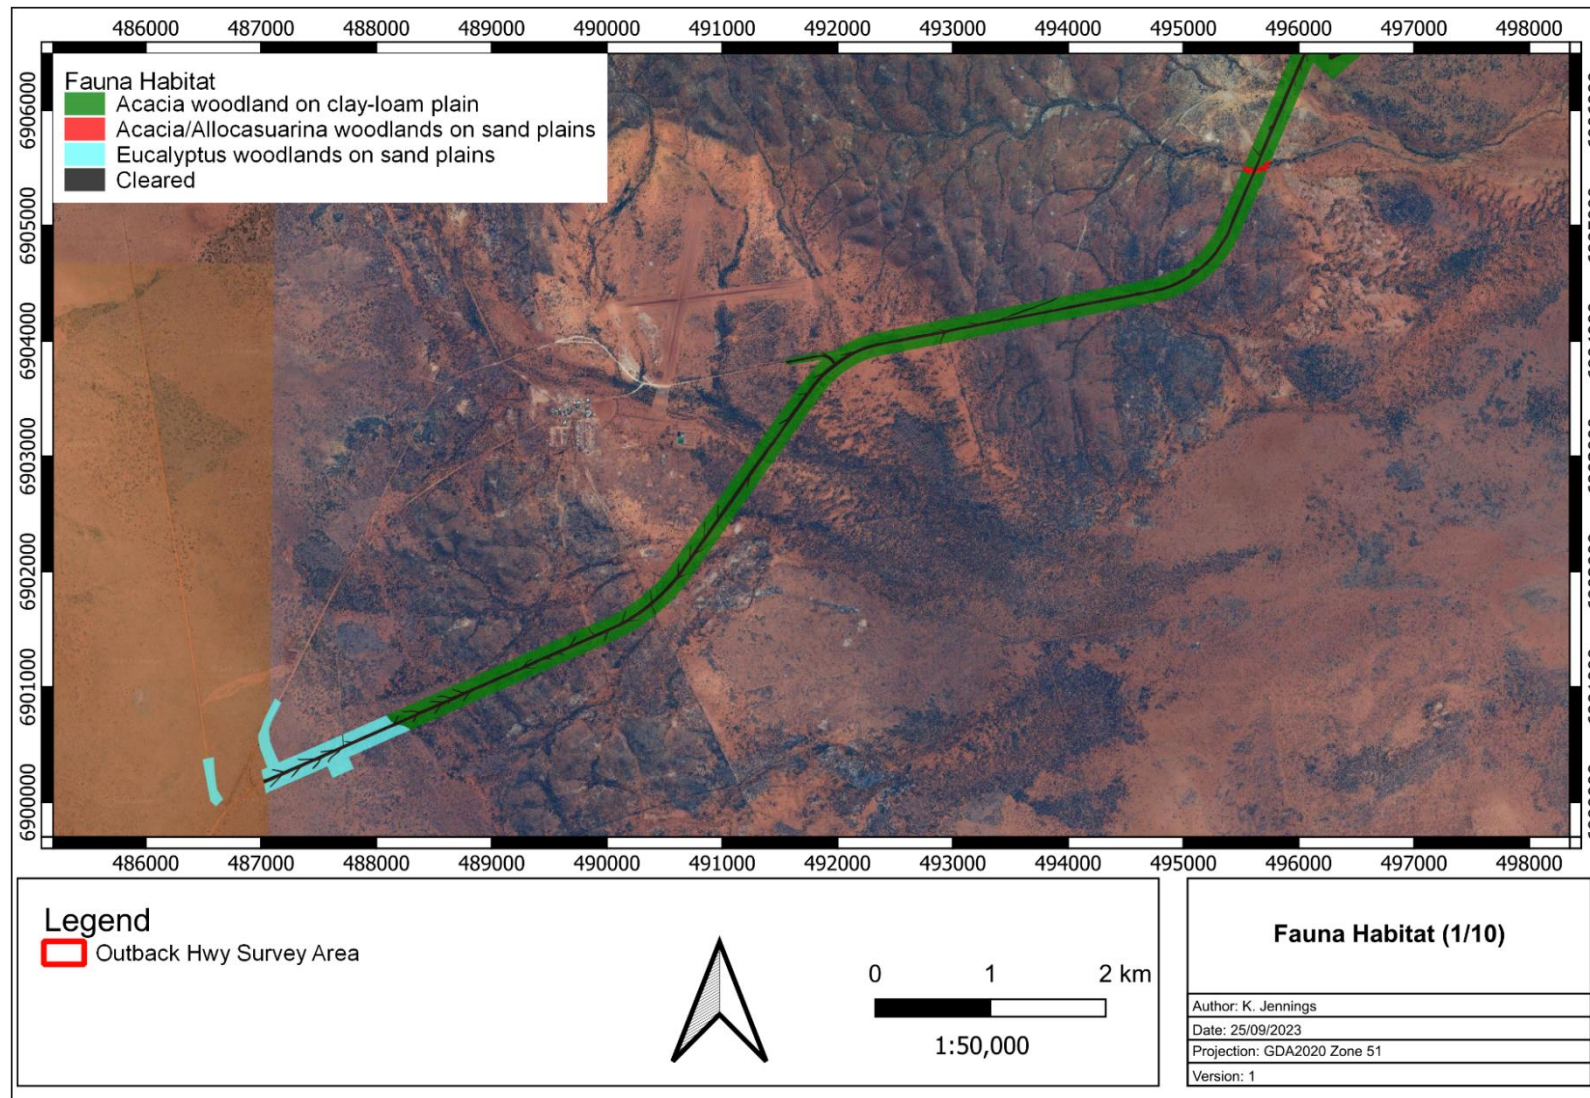 486000 487000 488000 489000 490000 491000 492000 493000 494000 495000 496000 497000 498000
Fauna Habitat
Acacia woodland on clay-loam plain
Acacia/Allocasuarina woodlands on sand plains
Eucalyptus woodlands on sand plains
Cleared
6906000
6905000
6904000
6903000
6902000
6901000
6900000
486000 487000 488000 489000 490000 491000 492000 493000 494000 495000 496000 497000 498000
Legend
Outback Hwy Survey Area
0 1 2 km
1:50,000
Fauna Habitat (1/10)
Author: K. Jennings
Date: 25/09/2023
Projection: GDA2020 Zone 51
Version: 1